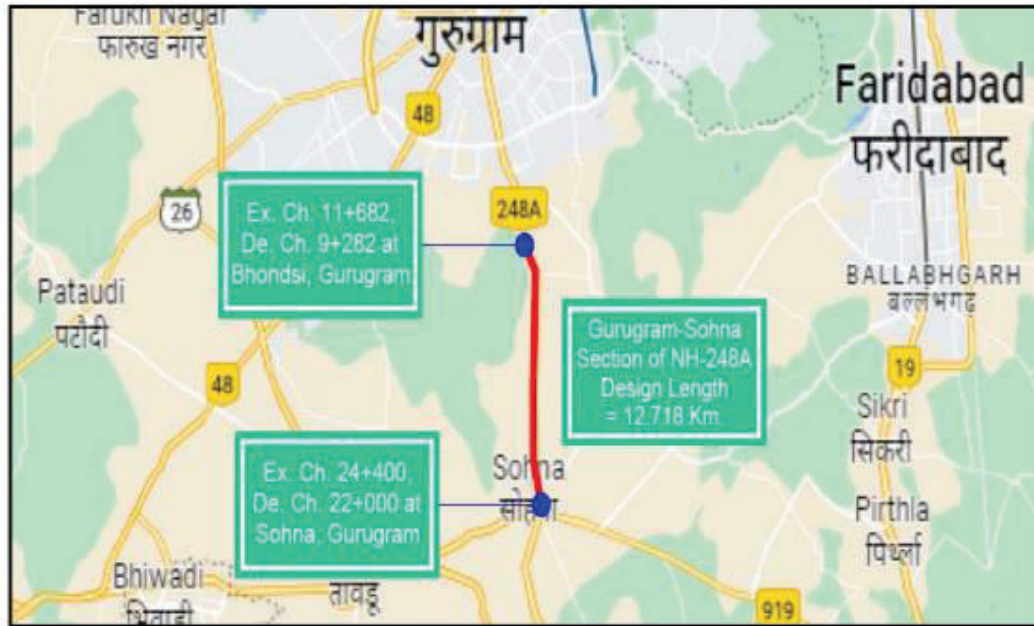 Farukh Nagar
फारुख नगर
गुरुग्राम
48
Faridabad
फरीदाबाद
26
248A
Ex. Ch. 11+682,
De. Ch. 9+282 at
Bhondsi, Gurugram
BALLABHGARH
बल्लभगढ़
Pataudi
पटौदी
Gurugram-Sohna
Section of NH-248A
Design Length
= 12.718 Km.
48
19
Sikri
सिकरी
Ex. Ch. 24+400,
De. Ch. 22+000 at
Sohna, Gurugram
Sohna
Pirthla
पिर्थ्ला
Bhiwadi
भिवाड़ी
तावडू
919